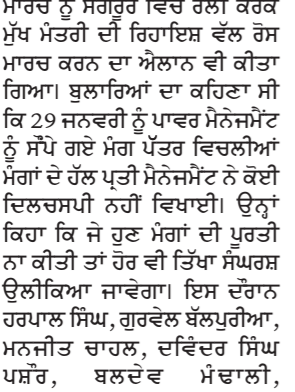 ਮਾਰਚ ਨੂੰ ਸੰਗਰੂਰ ਵਿਚ ਰੈਲੀ ਕਰਕੇ
ਮੁੱਖ ਮੰਤਰੀ ਦੀ ਰਿਹਾਇਸ਼ ਵੱਲ ਰੋਸ
ਮਾਰਚ ਕਰਨ ਦਾ ਐਲਾਨ ਵੀ ਕੀਤਾ
ਗਿਆ। ਬੁਲਾਰਿਆਂ ਦਾ ਕਹਿਣਾ ਸੀ
ਕਿ 29 ਜਨਵਰੀ ਨੂੰ ਪਾਵਰ ਮੈਨੇਜਮੈਂਟ
ਨੂੰ ਸੌਂਪੇ ਗਏ ਮੰਗ ਪੱਤਰ ਵਿਚਲੀਆਂ
ਮੰਗਾਂ ਦੇ ਹੱਲ ਪ੍ਰਤੀ ਮੈਨੇਜਮੈਂਟ ਨੇ ਕੋਈ
ਦਿਲਚਸਪੀ ਨਹੀਂ ਵਿਖਾਈ। ਉਨ੍ਹਾਂ
ਕਿਹਾ ਕਿ ਜੇ ਹੁਣ ਮੰਗਾਂ ਦੀ ਪੂਰਤੀ
ਨਾ ਕੀਤੀ ਤਾਂ ਹੋਰ ਵੀ ਤਿੱਖਾ ਸੰਘਰਸ਼
ਉਲੀਕਿਆ ਜਾਵੇਗਾ। ਇਸ ਦੌਰਾਨ
ਹਰਪਾਲ ਸਿੰਘ, ਗੁਰਵੇਲ ਬੱਲਪੁਰੀਆ,
ਮਨਜੀਤ ਚਾਹਲ, ਦਵਿੰਦਰ ਸਿੰਘ
ਪਸ਼ੌਰ, ਬਲਦੇਵ ਮੰਢਾਲੀ,